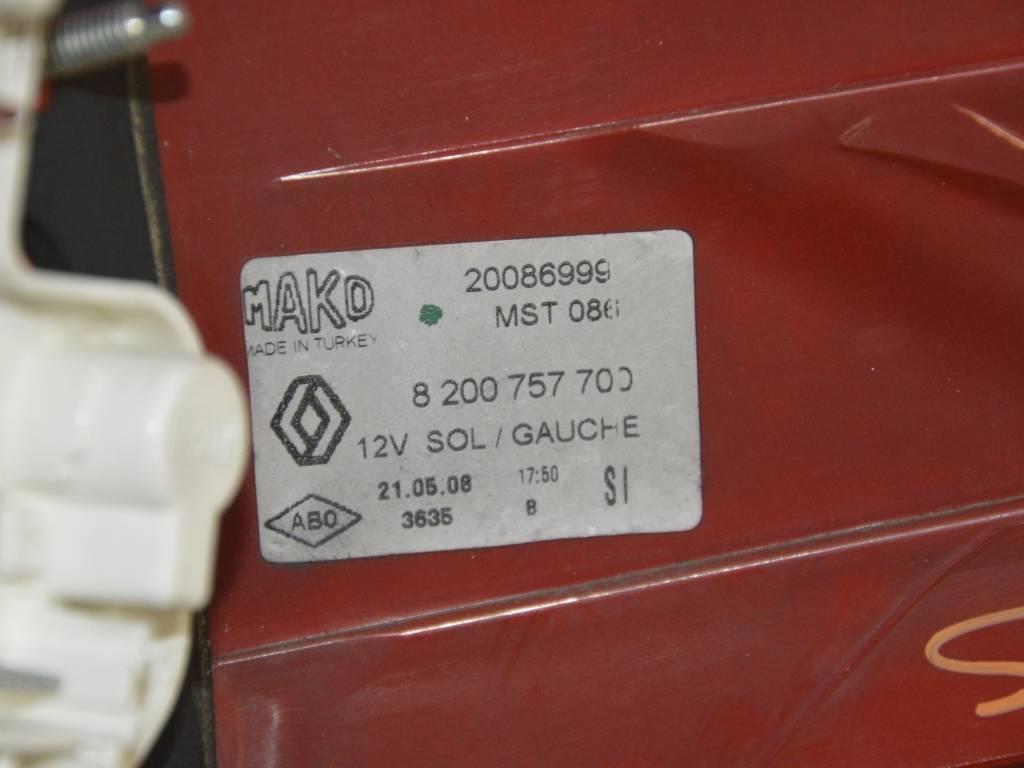 MAKO
MADE IN TURKEY
20086999
MST 086
8 200 757 700
12V SOL / GAUCHE
21.05.08 17:50 SI
ABO 3635 B